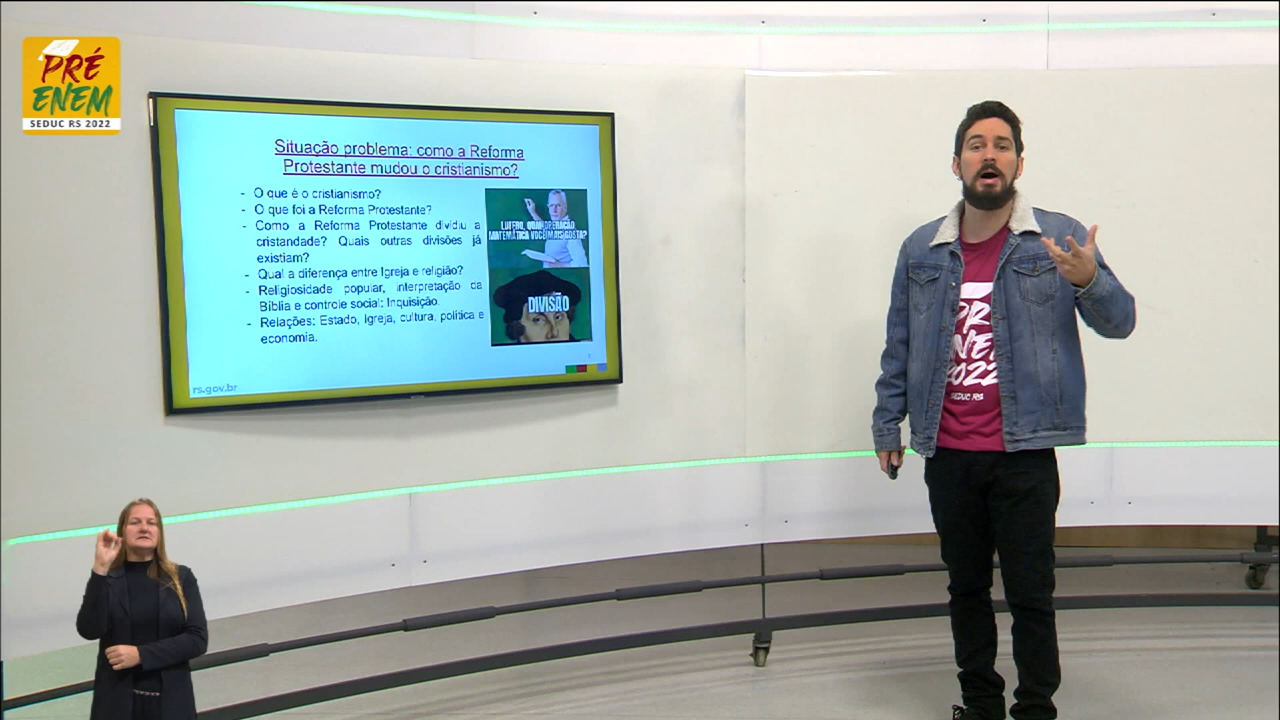 PRÉ
ENEM
SEDUC RS 2022
Situação problema: como a Reforma
Protestante mudou o cristianismo?
- O que é o cristianismo?
- O que foi a Reforma Protestante?
- Como a Reforma Protestante dividiu a
cristandade? Quais outras divisões já
existiam?
- Qual a diferença entre Igreja e religião?
- Religiosidade popular, interpretação da
Bíblia e controle social: Inquisição.
- Relações: Estado, Igreja, cultura, política e
economia.
LUTERO, QUAL OPERAÇÃO
MATEMÁTICA VOCÊ MAIS GOSTA?
DIVISÃO
rs.gov.br
PRÉ
ENEM
2022
SEDUC RS